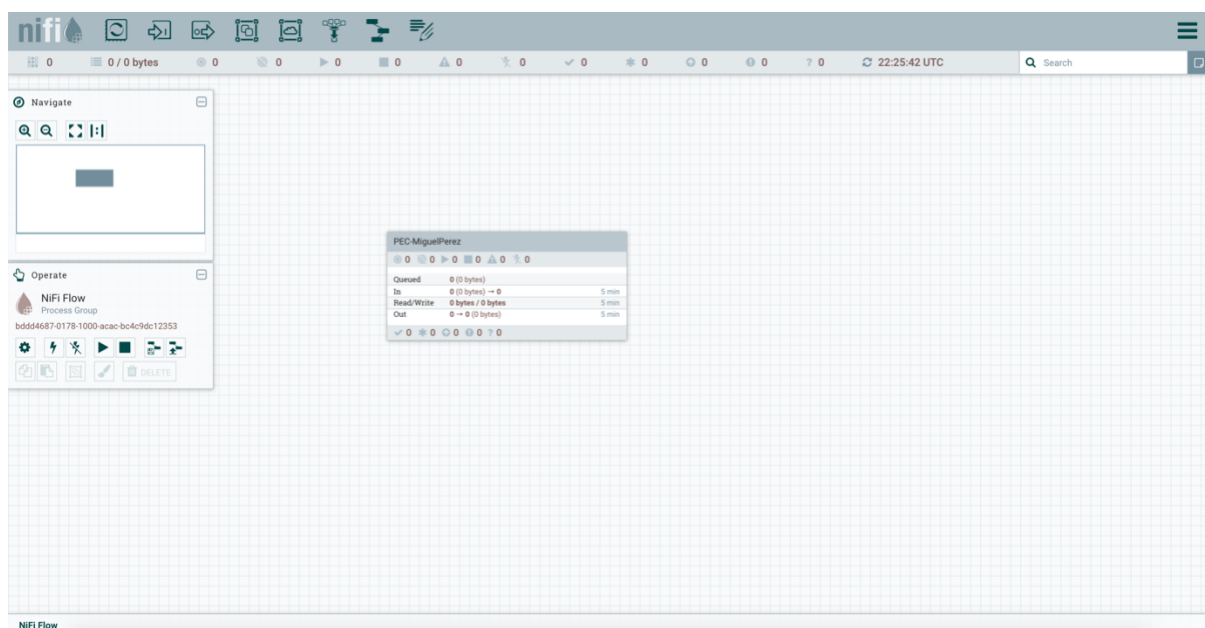 nifi
0 0 / 0 bytes 0 0 0 0 0 0 0 0 0 0 ? 0 22:25:42 UTC Search
Navigate
PEC-MiguelPerez
0 0 0 0 0 0
Queued 0 (0 bytes)
In 0 (0 bytes) → 0 5 min
Read/Write 0 bytes / 0 bytes 5 min
Out 0 → 0 (0 bytes) 5 min
0 0 0 0 ? 0
Operate
NiFi Flow
Process Group
bddd4687-0178-1000-acac-bc4c9dc12353
DELETE
NiFi Flow